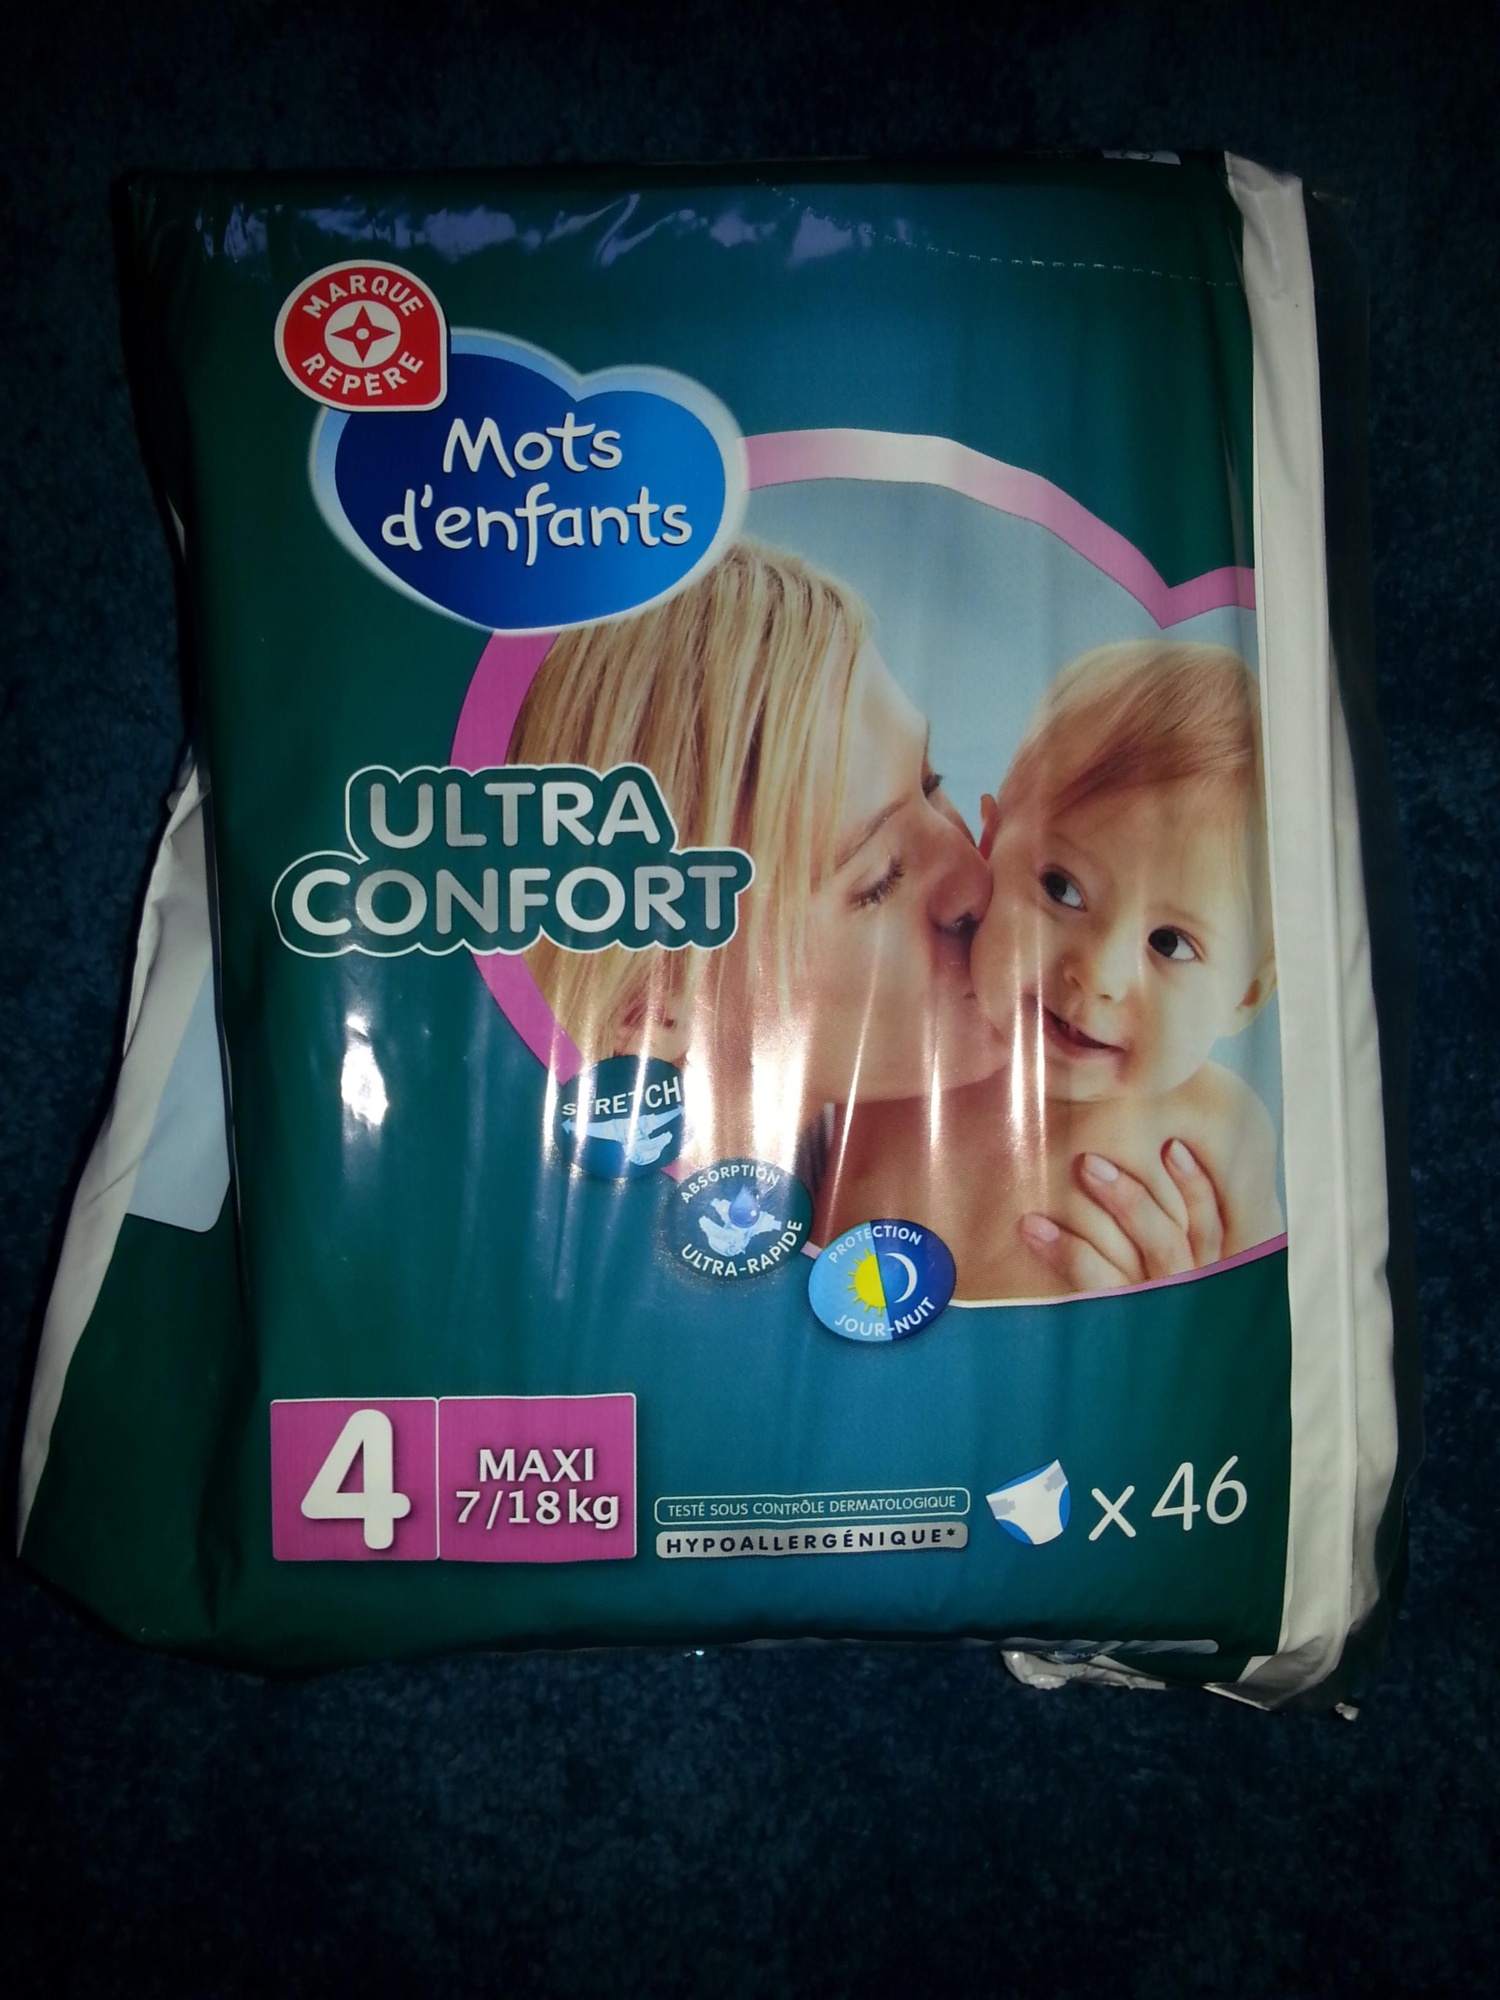 MARQUE
REPÈRE
Mots
d'enfants
ULTRA
CONFORT
STRETCH
ABSORPTION
ULTRA-RAPIDE
PROTECTION
JOUR-NUIT
4
MAXI
7/18kg
TESTÉ SOUS CONTRÔLE DERMATOLOGIQUE
HYPOALLERGÉNIQUE*
x 46